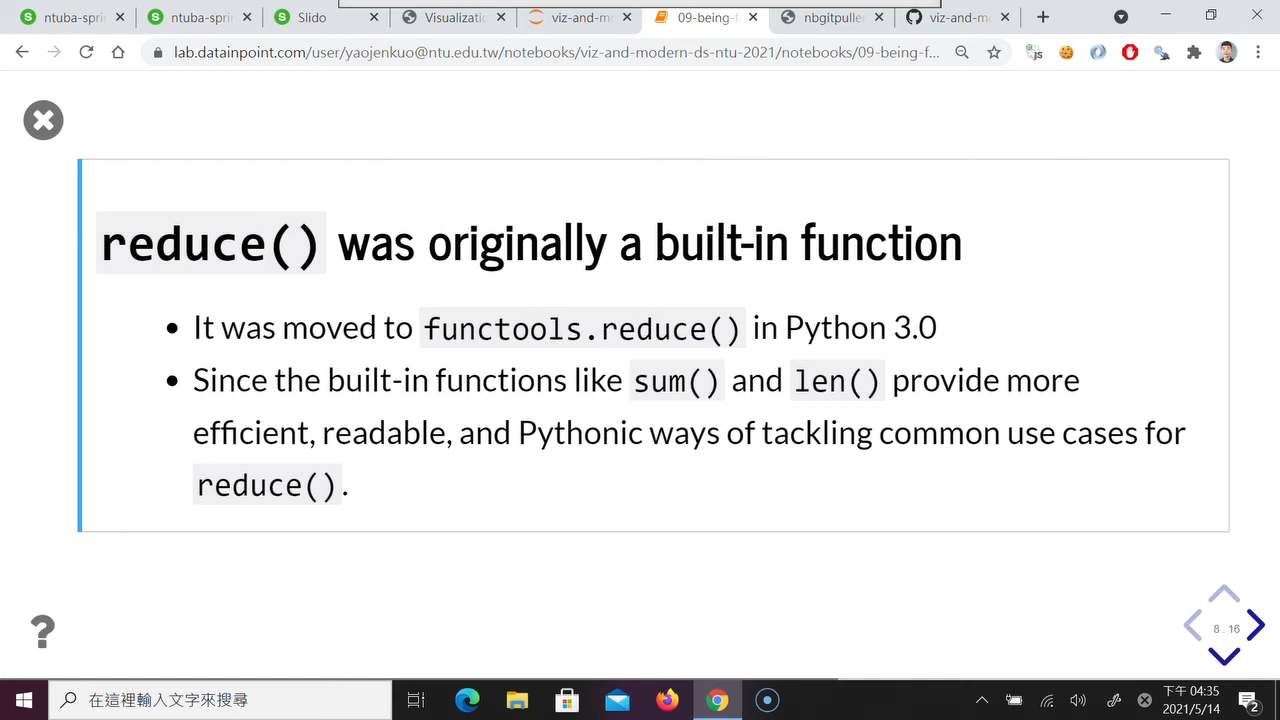 ntuba-spri
ntuba-spri
Slido
Visualizatio
viz-and-m
09-being-f
nbgitpuller
viz-and-m
lab.datainpoint.com/user/yaojenkuo@ntu.edu.tw/notebooks/viz-and-modern-ds-ntu-2021/notebooks/09-being-f...
JS
reduce() was originally a built-in function
• It was moved to functools.reduce() in Python 3.0
• Since the built-in functions like sum() and len() provide more
efficient, readable, and Pythonic ways of tackling common use cases for
reduce().
?
8 . 16
在這裡輸入文字來搜尋
下午 04:35
2021/5/14
2